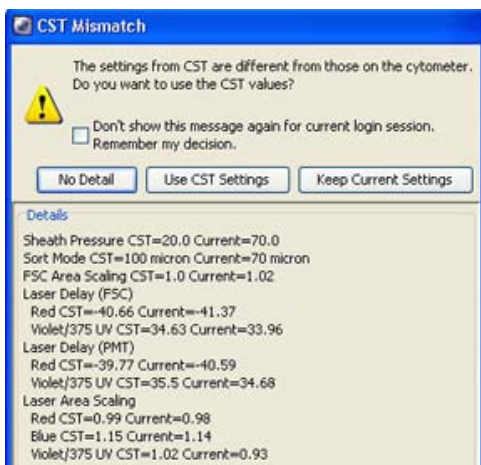 CST Mismatch
The settings from CST are different from those on the cytometer.
Do you want to use the CST values?
Don't show this message again for current login session.
Remember my decision.
No Detail Use CST Settings Keep Current Settings
Details
Sheath Pressure CST=20.0 Current=70.0
Sort Mode CST=100 micron Current=70 micron
FSC Area Scaling CST=1.0 Current=1.02
Laser Delay (FSC)
Red CST=-40.66 Current=-41.37
Violet/375 UV CST=34.63 Current=33.96
Laser Delay (PMT)
Red CST=-39.77 Current=-40.59
Violet/375 UV CST=35.5 Current=34.68
Laser Area Scaling
Red CST=0.99 Current=0.98
Blue CST=1.15 Current=1.14
Violet/375 UV CST=1.02 Current=0.93